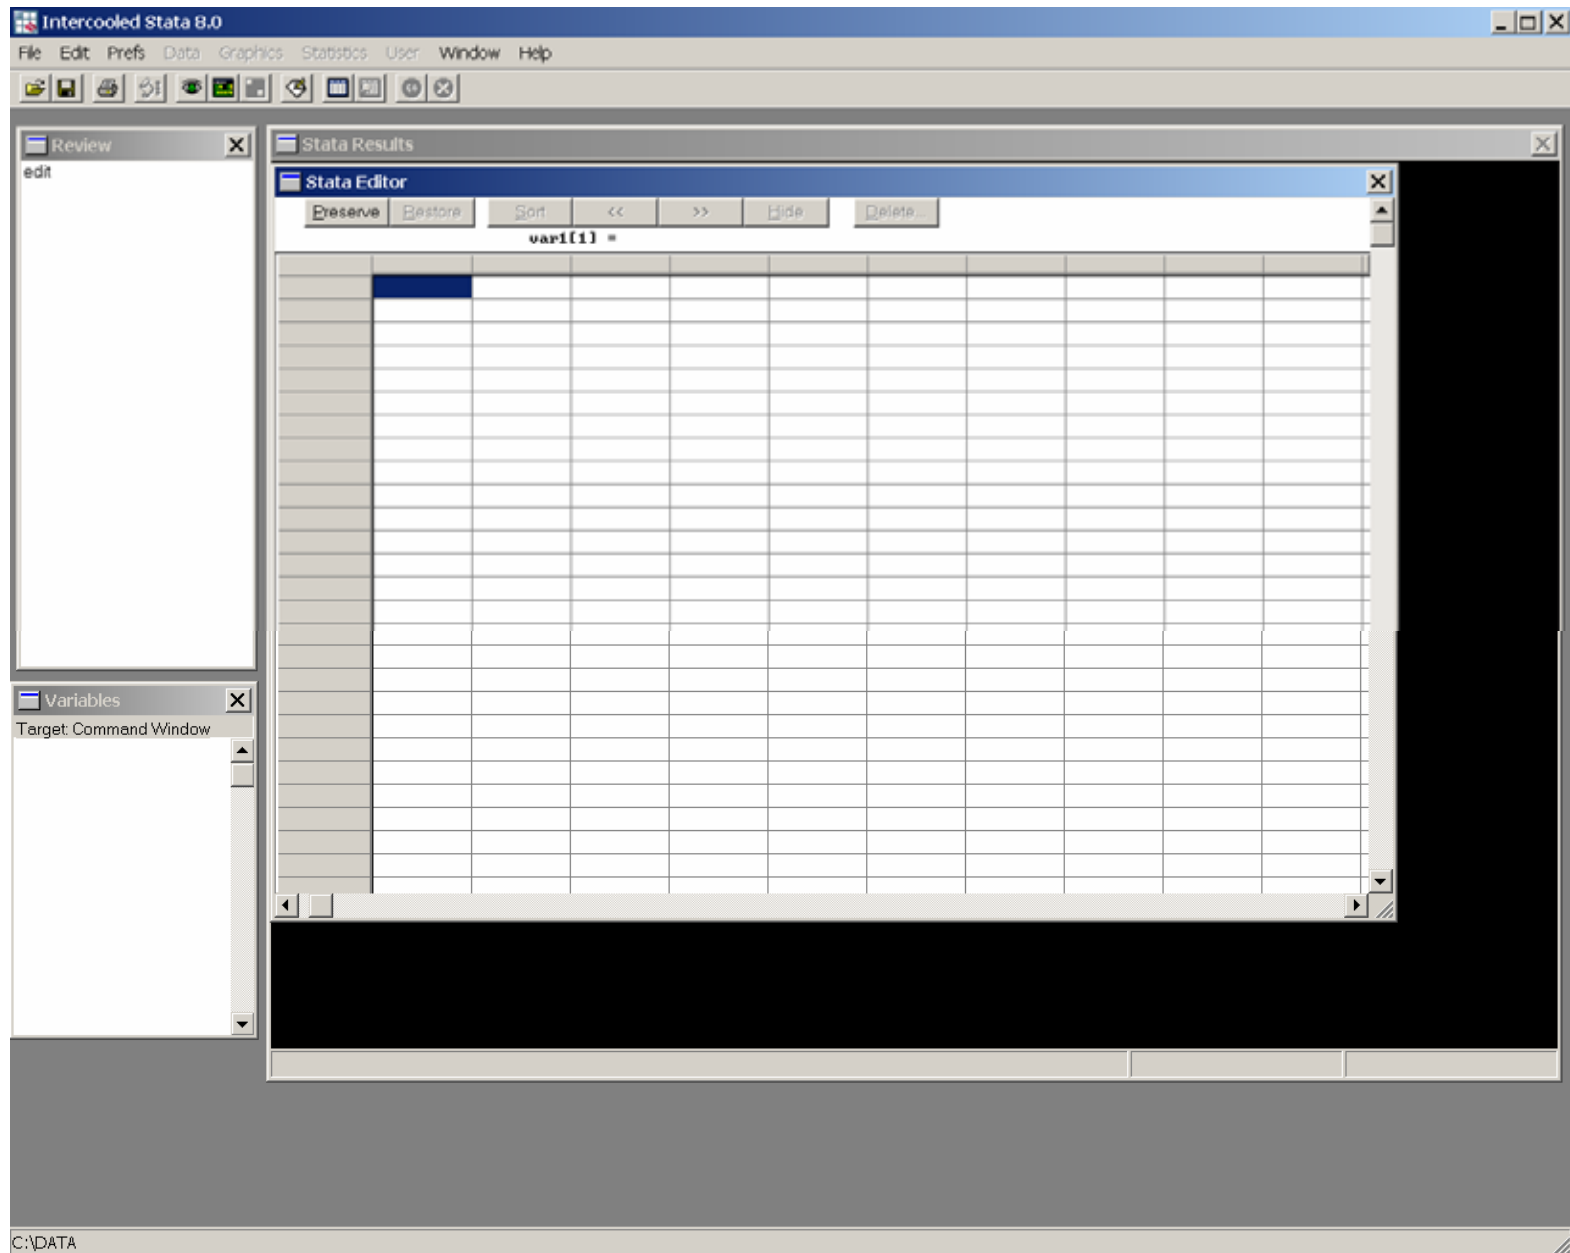 Intercooled Stata 8.0
File Edit Prefs Data Graphics Statistics User Window Help
Review
edit
Stata Results
Stata Editor
Preserve Restore Sort << >> Hide Delete...
var1[1] =
Variables
Target: Command Window
C:\DATA